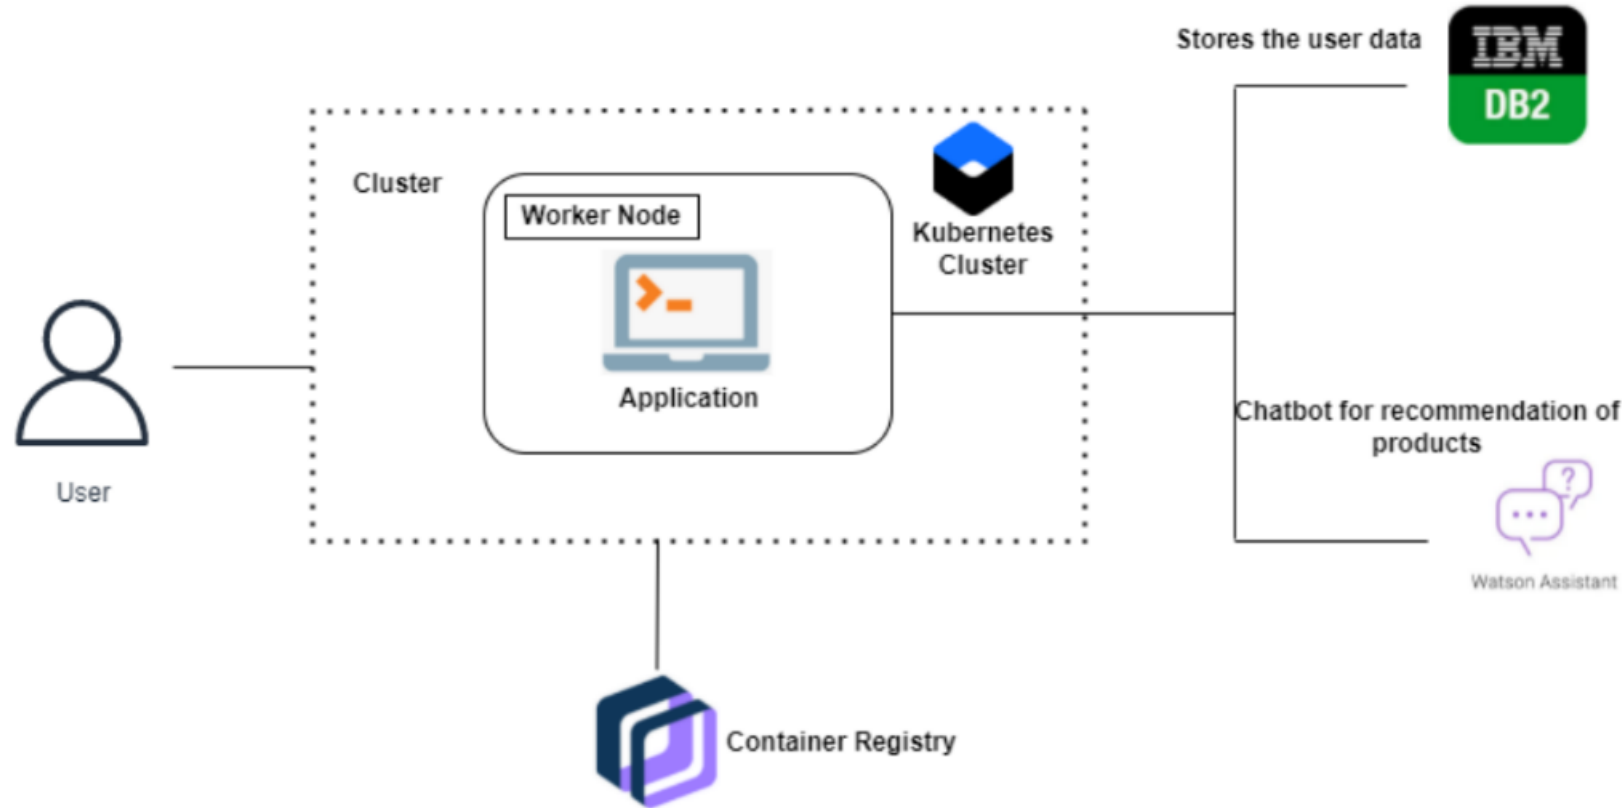 Stores the user data
IBM
DB2
Cluster
Worker Node
Kubernetes
Cluster
Application
Chatbot for recommendation of
products
?
User
Watson Assistant
Container Registry